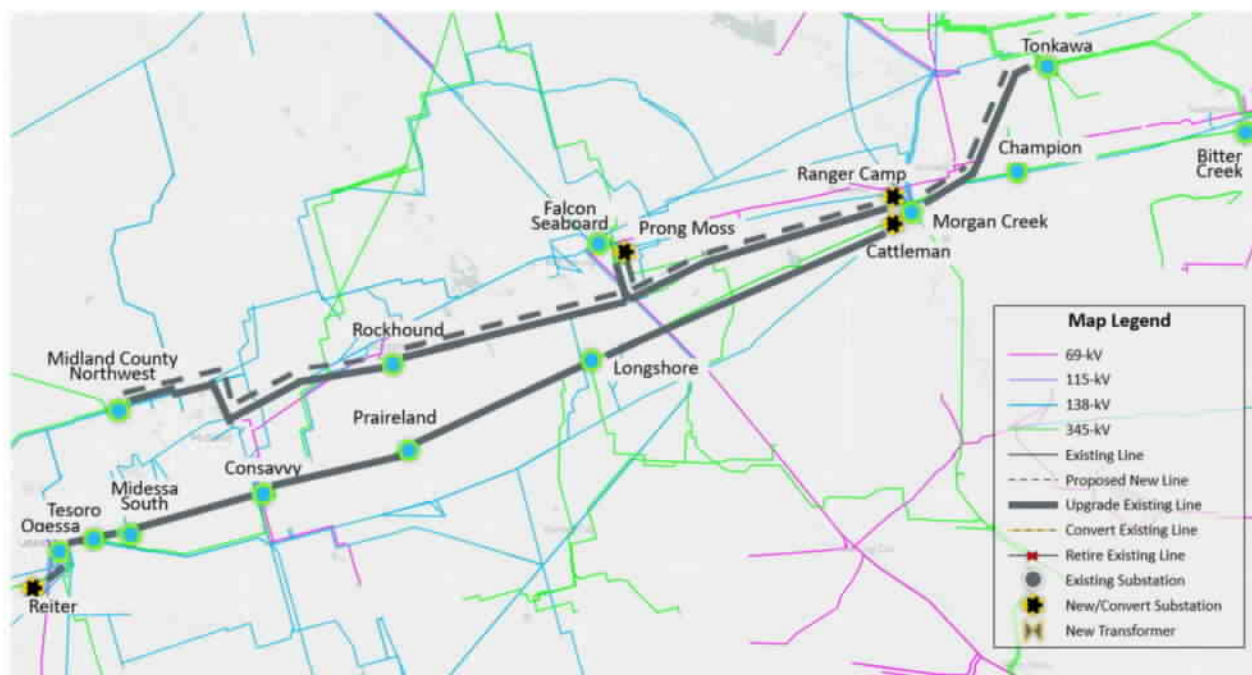 Tonkawa
Champion
Bitter
Creek
Ranger Camp
Falcon
Seaboard
Prong Moss
Morgan Creek
Cattleman
Rockhound
Midland County
Northwest
Longshore
Praireland
Consavvy
Midessa
South
Tesoro
Odessa
Reiter
Map Legend
69-kV
115-kV
138-kV
345-kV
Existing Line
Proposed New Line
Upgrade Existing Line
Convert Existing Line
Retire Existing Line
Existing Substation
New/Convert Substation
New Transformer